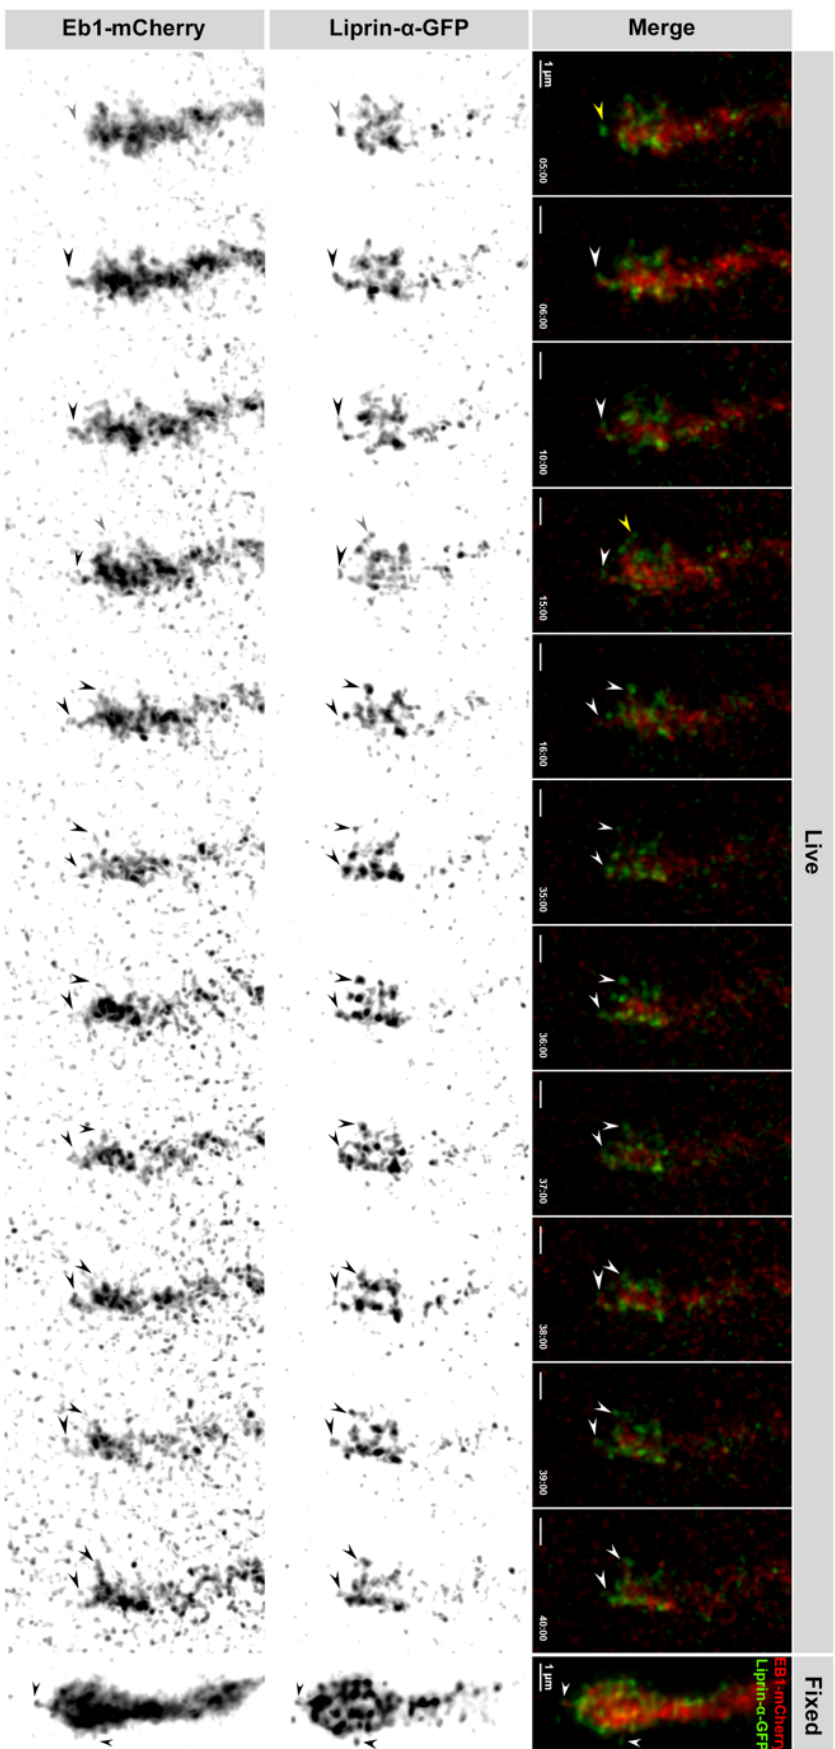 Eb1-mCherry
Liprin-α-GFP
Merge
Live
1 µm
05:00
06:00
10:00
15:00
16:00
35:00
36:00
37:00
38:00
39:00
40:00
Fixed
1 µm
EB1-mCherry
Liprin-α-GFP